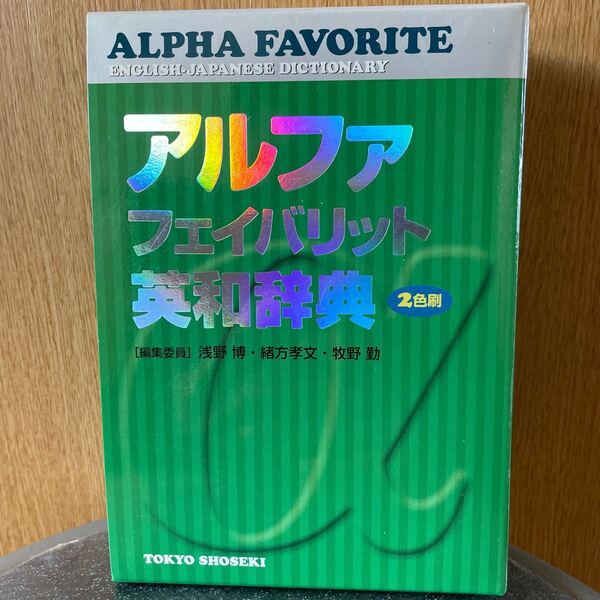 ALPHA FAVORITE
ENGLISH-JAPANESE DICTIONARY
アルファ
フェイバリット
英和辞典
2色刷
［編集委員］浅野 博・緒方孝文・牧野 勤
α
TOKYO SHOSEKI